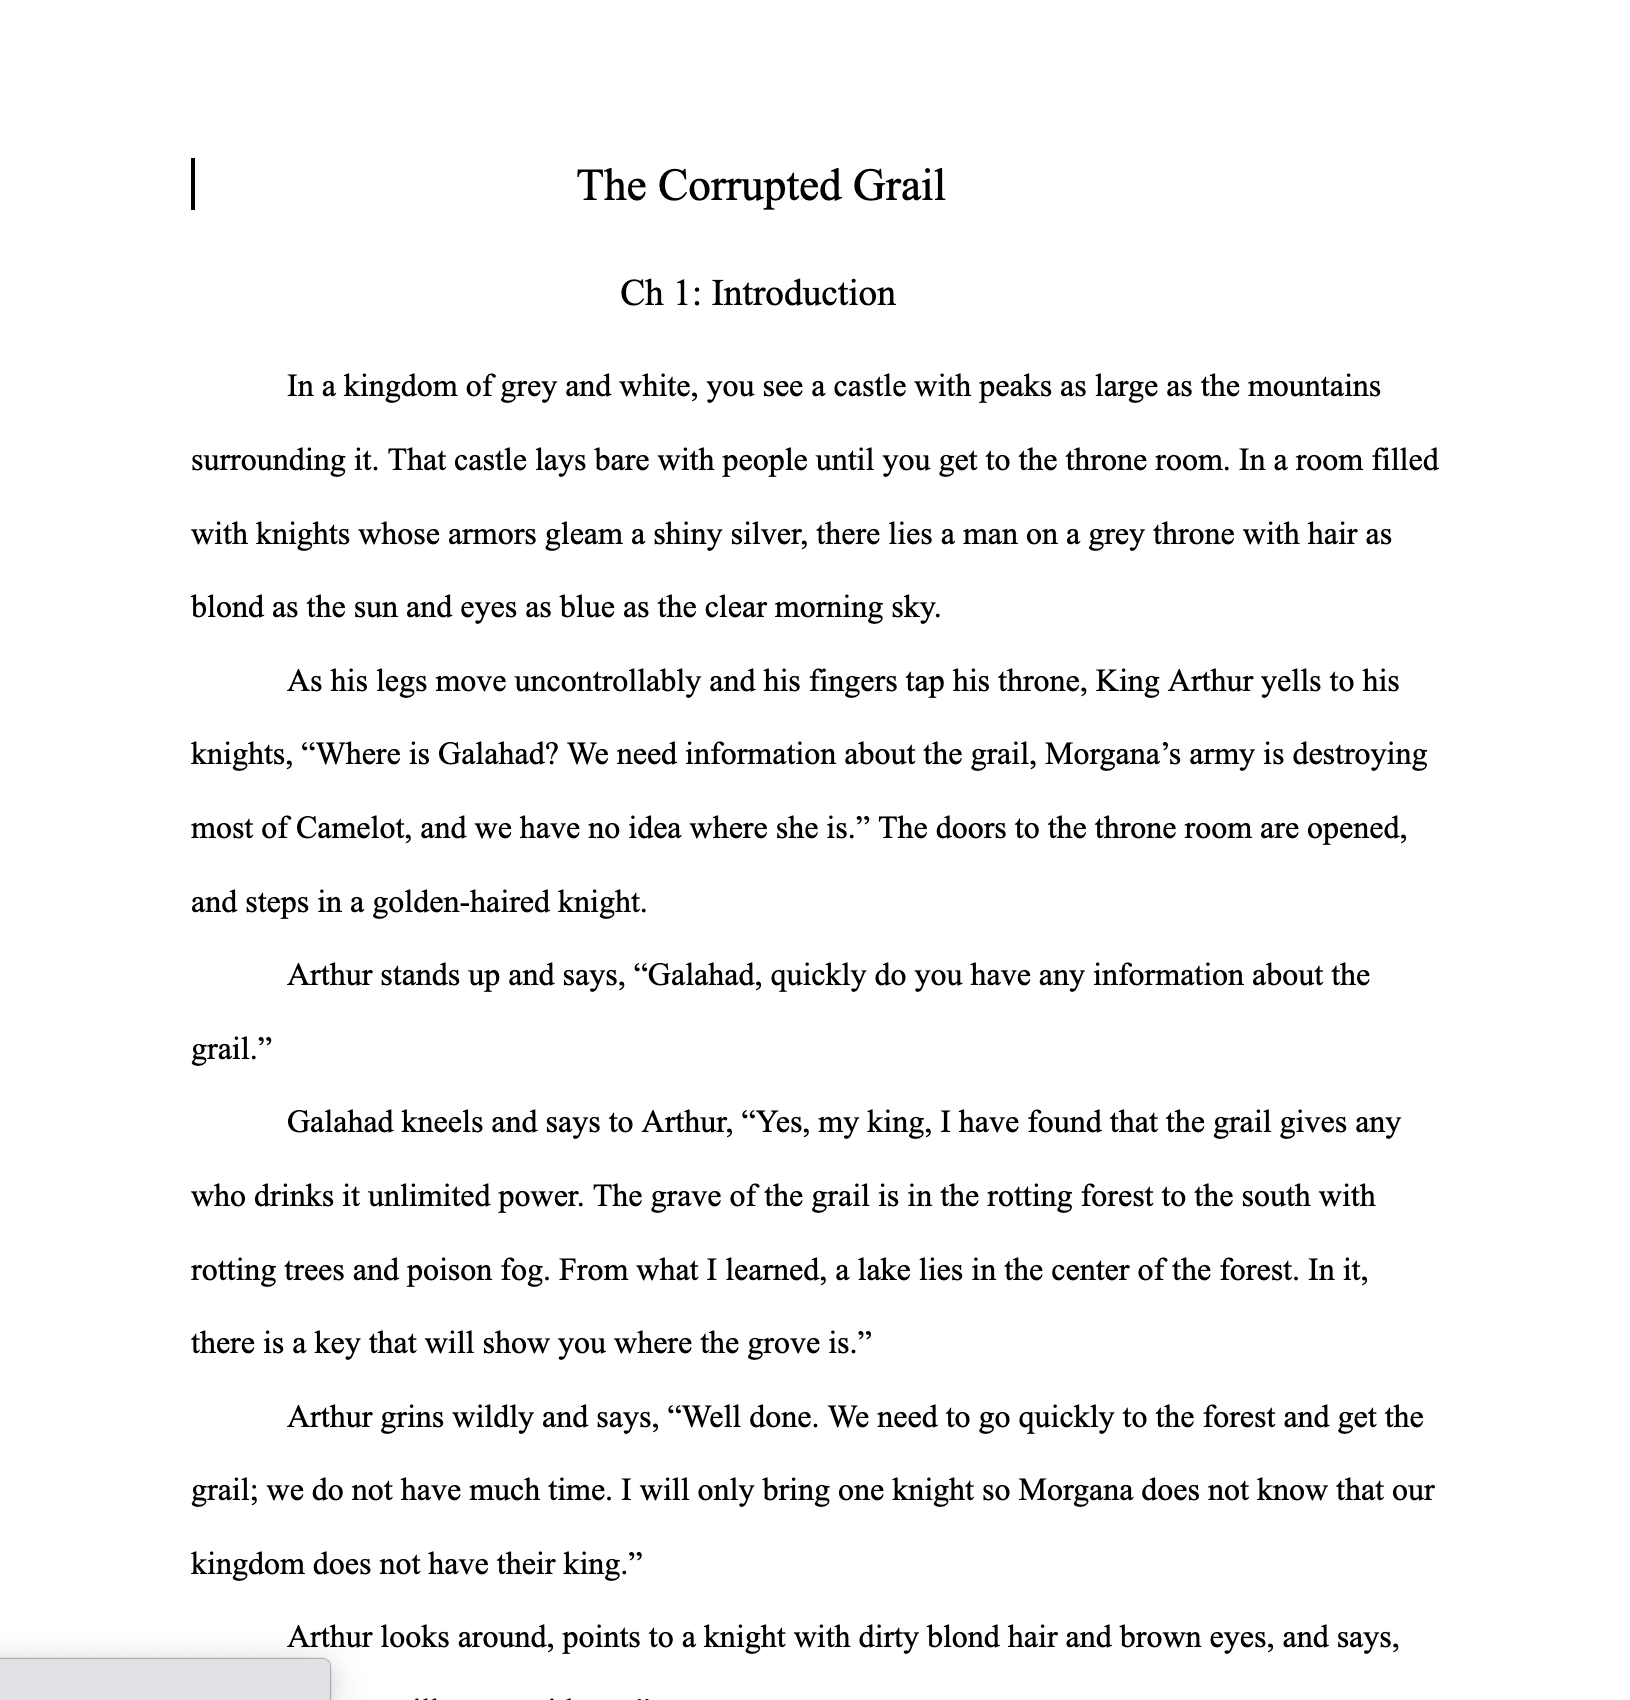 The Corrupted Grail
Ch 1: Introduction
In a kingdom of grey and white, you see a castle with peaks as large as the mountains
surrounding it. That castle lays bare with people until you get to the throne room. In a room filled
with knights whose armors gleam a shiny silver, there lies a man on a grey throne with hair as
blond as the sun and eyes as blue as the clear morning sky.
As his legs move uncontrollably and his fingers tap his throne, King Arthur yells to his
knights, “Where is Galahad? We need information about the grail, Morgana’s army is destroying
most of Camelot, and we have no idea where she is.” The doors to the throne room are opened,
and steps in a golden-haired knight.
Arthur stands up and says, “Galahad, quickly do you have any information about the
grail.”
Galahad kneels and says to Arthur, “Yes, my king, I have found that the grail gives any
who drinks it unlimited power. The grave of the grail is in the rotting forest to the south with
rotting trees and poison fog. From what I learned, a lake lies in the center of the forest. In it,
there is a key that will show you where the grove is.”
Arthur grins wildly and says, “Well done. We need to go quickly to the forest and get the
grail; we do not have much time. I will only bring one knight so Morgana does not know that our
kingdom does not have their king.”
Arthur looks around, points to a knight with dirty blond hair and brown eyes, and says,